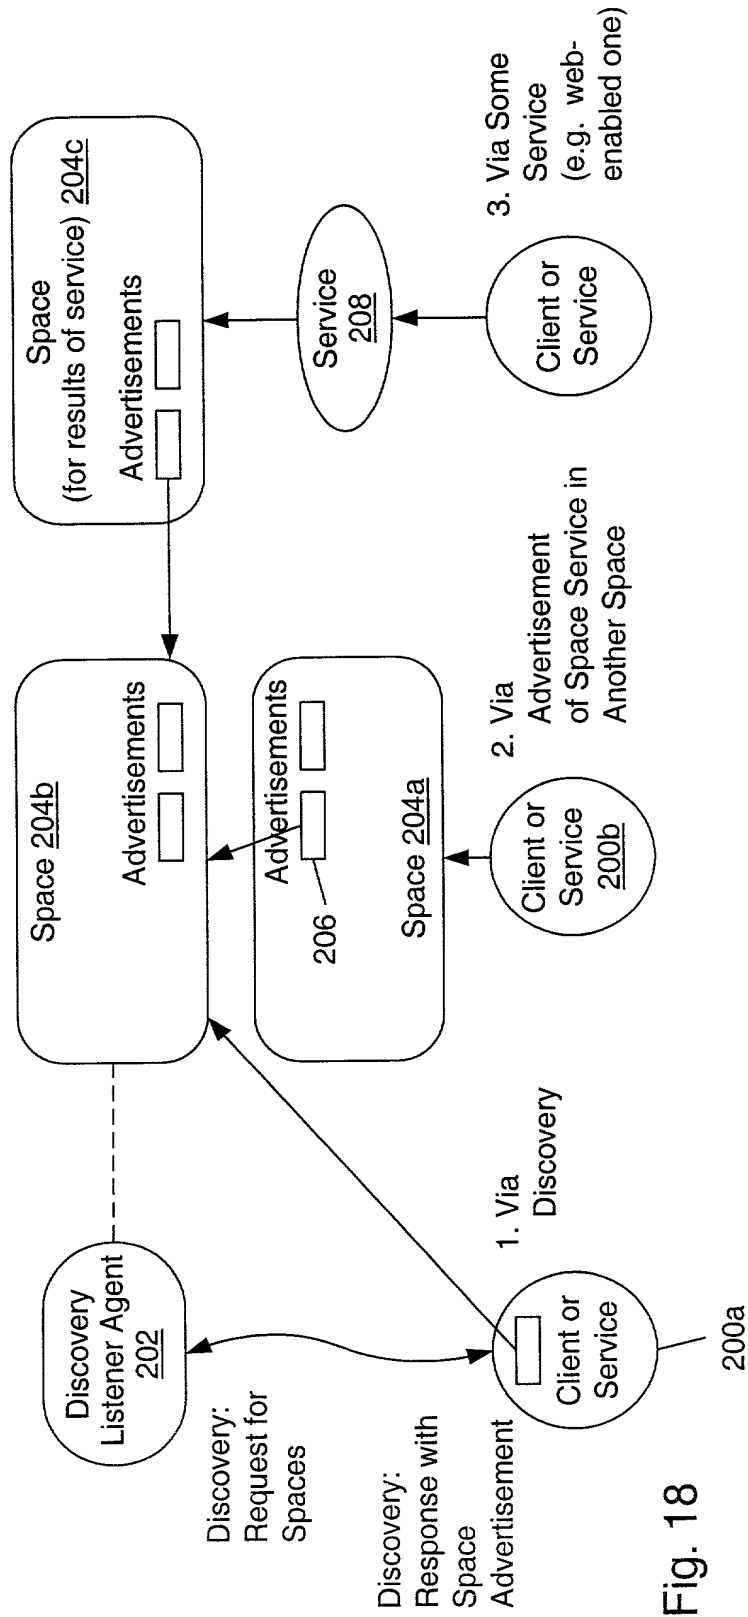 Discovery
Listener Agent
202
Discovery:
Request for
Spaces
Discovery:
Response with
Space
Advertisement
Client or
Service
200a
1. Via
Discovery
Space 204b
Advertisements
Advertisements
206
Space 204a
Client or
Service
200b
2. Via
Advertisement
of Space Service in
Another Space
Space
(for results of service) 204c
Advertisements
Service
208
Client or
Service
3. Via Some
Service
(e.g. web-
enabled one)
Fig. 18